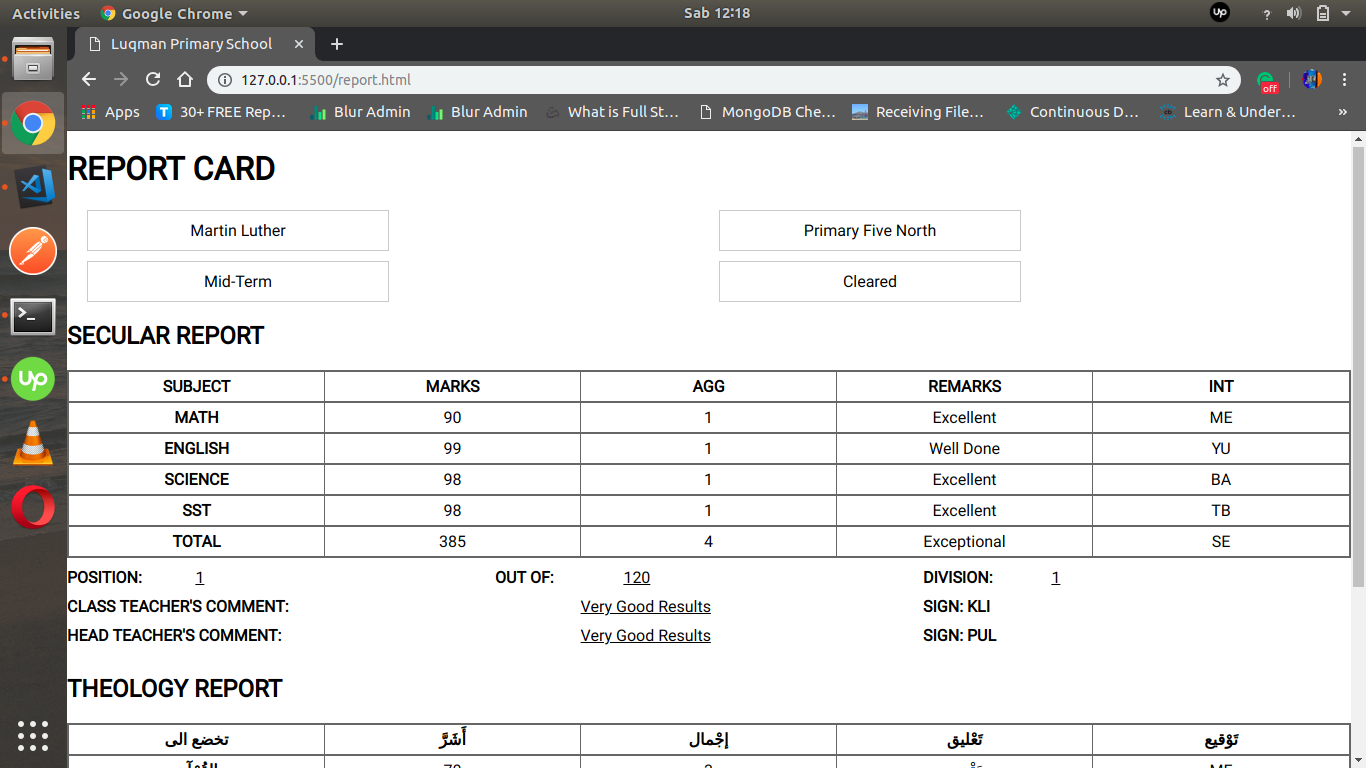 Activities Google Chrome Sab 12:18 up ?
Luqman Primary School
127.0.0.1:5500/report.html off
Apps 30+ FREE Rep... Blur Admin Blur Admin What is Full St... MongoDB Che... Receiving File... Continuous D... Learn & Under... »
REPORT CARD
Martin Luther Primary Five North
Mid-Term Cleared
SECULAR REPORT
SUBJECT MARKS AGG REMARKS INT
MATH 90 1 Excellent ME
ENGLISH 99 1 Well Done YU
SCIENCE 98 1 Excellent BA
SST 98 1 Excellent TB
TOTAL 385 4 Exceptional SE
POSITION: 1 OUT OF: 120 DIVISION: 1
CLASS TEACHER'S COMMENT: Very Good Results SIGN: KLI
HEAD TEACHER'S COMMENT: Very Good Results SIGN: PUL
THEOLOGY REPORT
تخضع الى أَشَرَّ إجْمال تَعْليق تَوْقيع